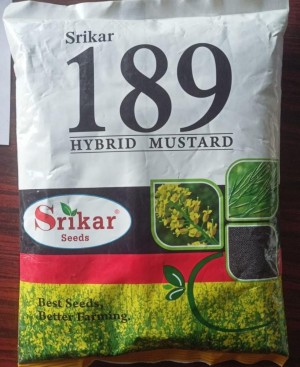 Srikar
189
HYBRID MUSTARD
Srikar®
Seeds
Best Seeds,
Better Farming.